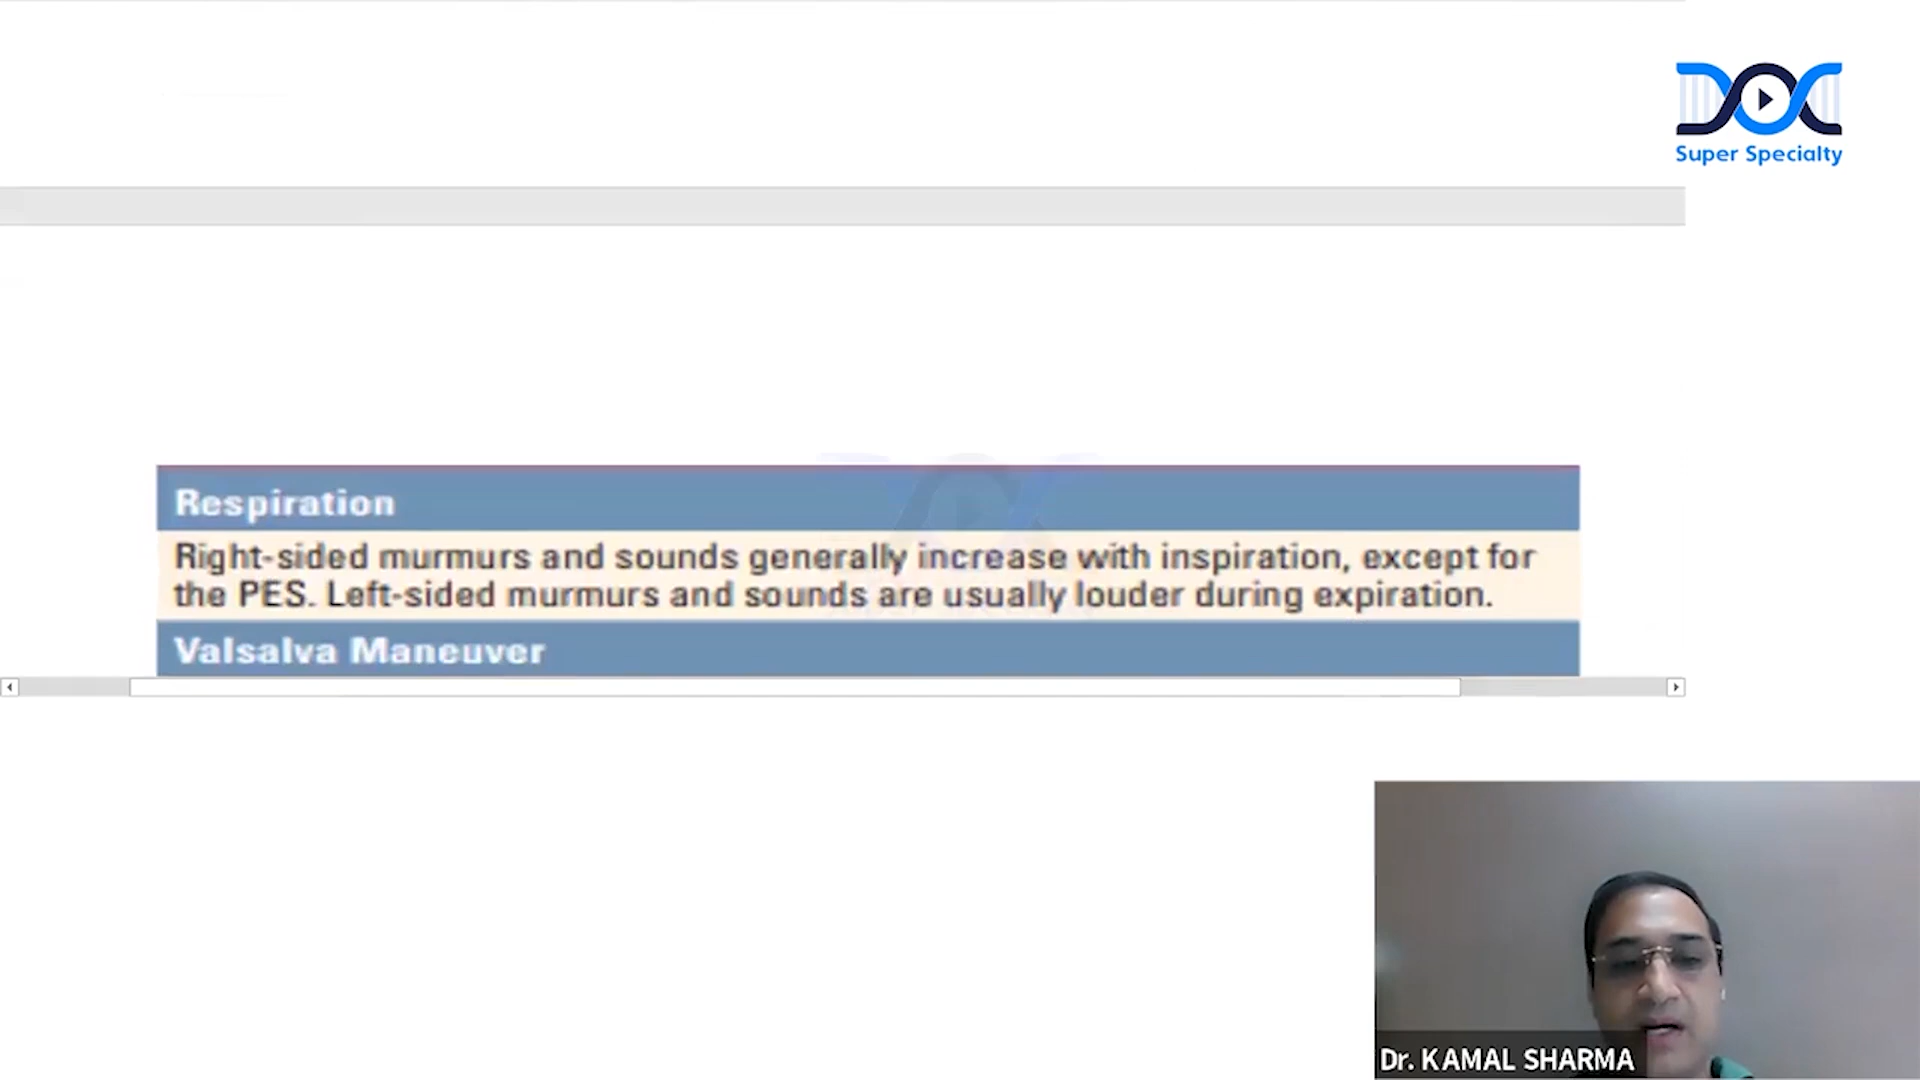 Super Specialty
Respiration
Right-sided murmurs and sounds generally increase with inspiration, except for
the PES. Left-sided murmurs and sounds are usually louder during expiration.
Valsalva Maneuver
Dr. KAMAL SHARMA